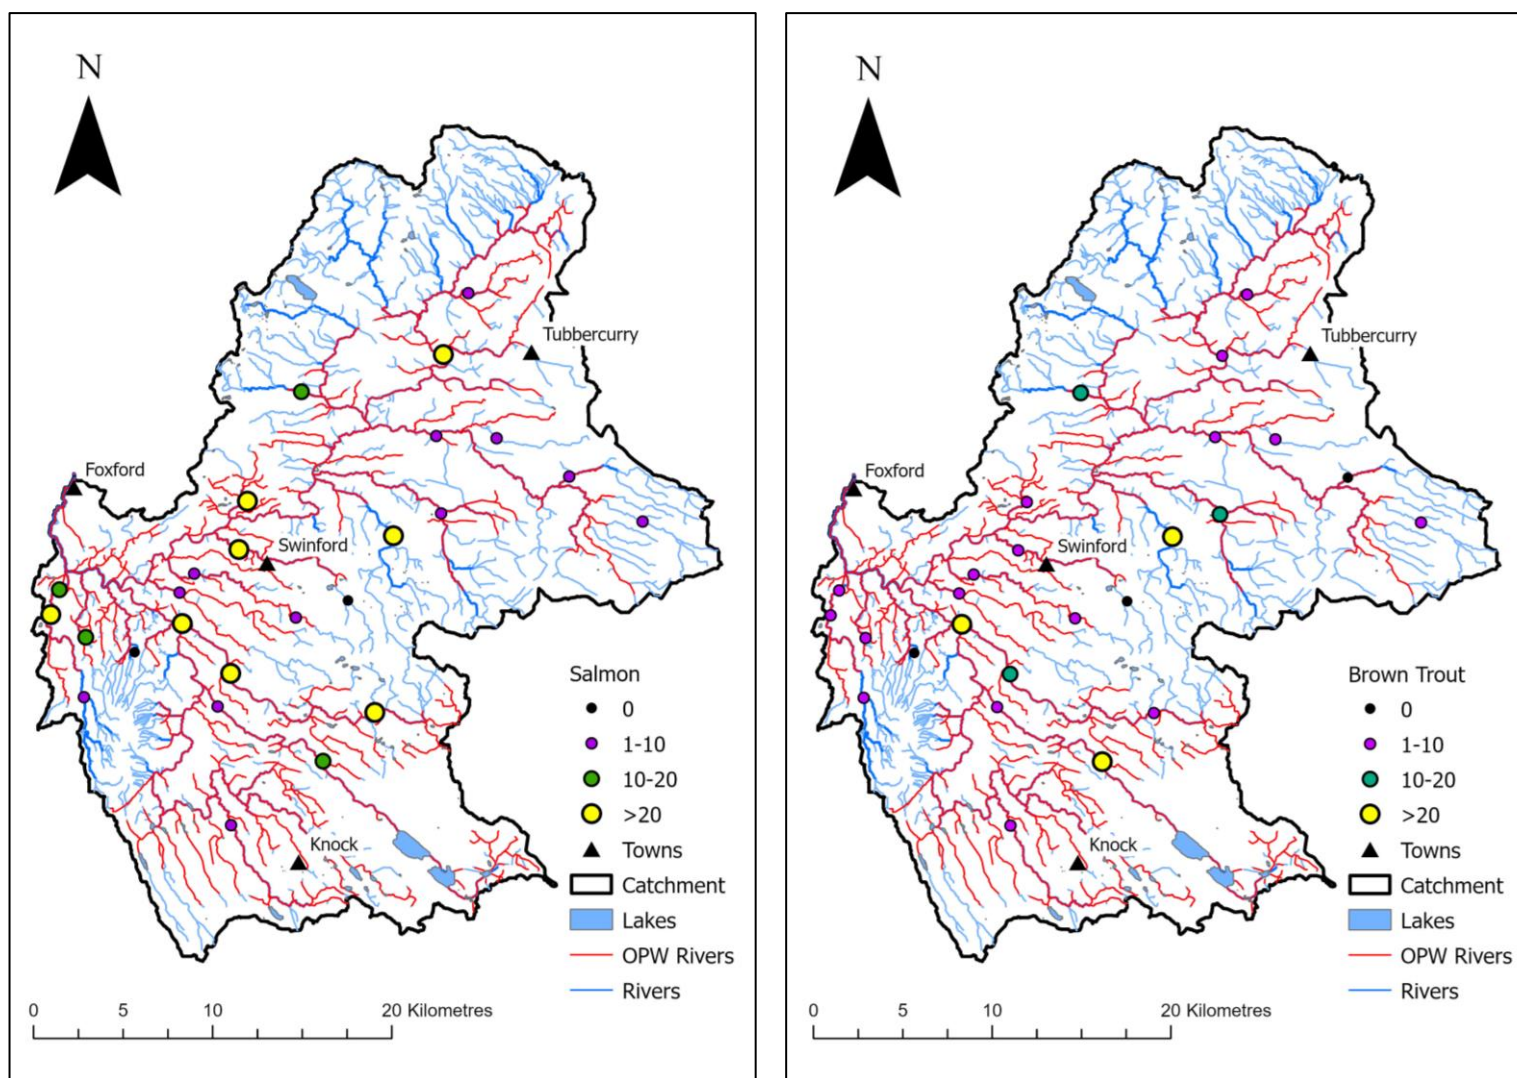 N
Tubbercurry
Foxford
Swinford
Salmon
0
1-10
10-20
>20
Knock
Towns
Catchment
Lakes
OPW Rivers
Rivers
0 5 10 20 Kilometres
N
Tubbercurry
Foxford
Swinford
Brown Trout
0
1-10
10-20
>20
Knock
Towns
Catchment
Lakes
OPW Rivers
Rivers
0 5 10 20 Kilometres